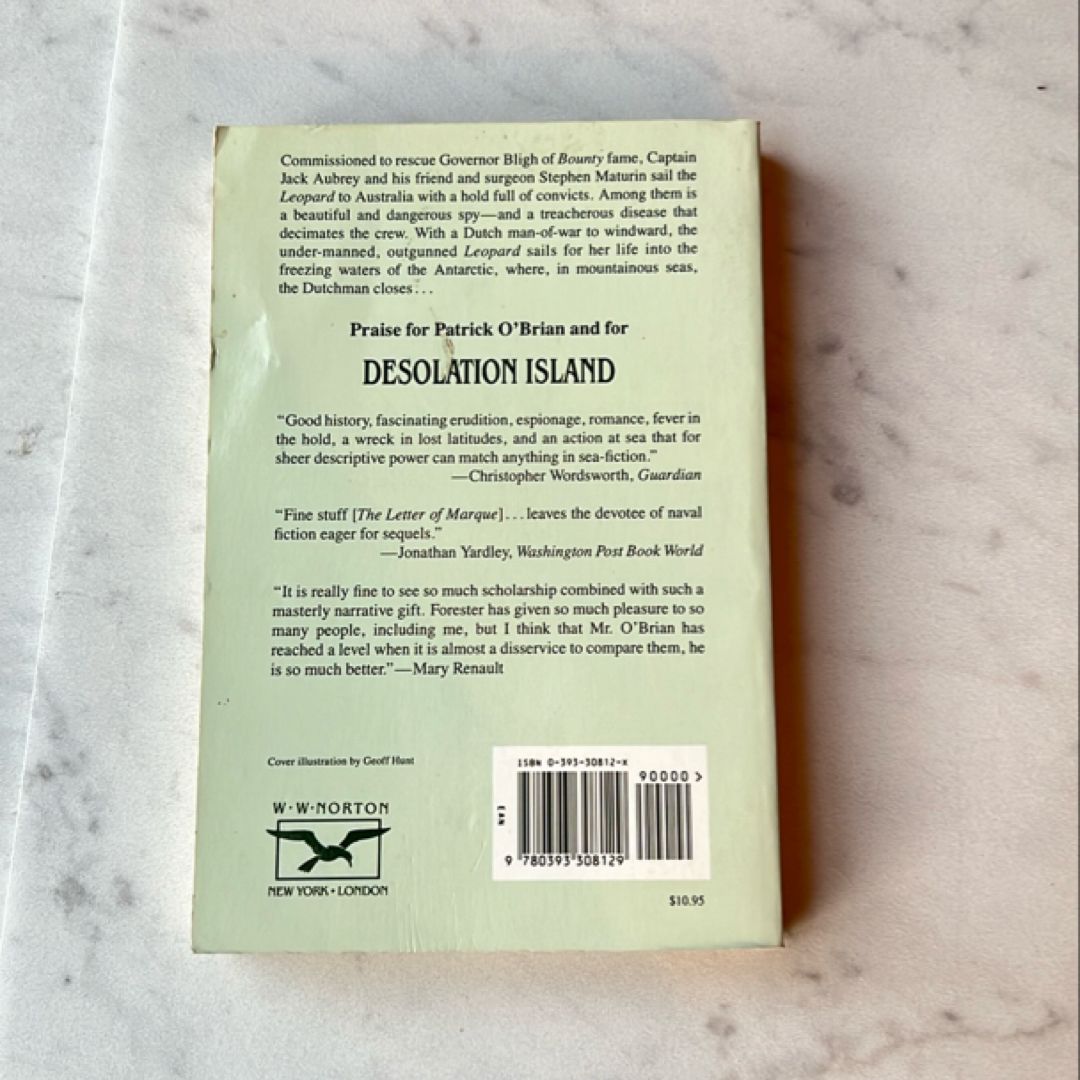 Commissioned to rescue Governor Bligh of Bounty fame, Captain
Jack Aubrey and his friend and surgeon Stephen Maturin sail the
Leopard to Australia with a hold full of convicts. Among them is
a beautiful and dangerous spy—and a treacherous disease that
decimates the crew. With a Dutch man-of-war to windward, the
under-manned, outgunned Leopard sails for her life into the
freezing waters of the Antarctic, where, in mountainous seas,
the Dutchman closes...
Praise for Patrick O'Brian and for
DESOLATION ISLAND
"Good history, fascinating erudition, espionage, romance, fever in
the hold, a wreck in lost latitudes, and an action at sea that for
sheer descriptive power can match anything in sea-fiction."
—Christopher Wordsworth, Guardian
"Fine stuff [The Letter of Marque]...leaves the devotee of naval
fiction eager for sequels."
—Jonathan Yardley, Washington Post Book World
"It is really fine to see so much scholarship combined with such a
masterly narrative gift. Forester has given so much pleasure to so
many people, including me, but I think that Mr. O'Brian has
reached a level when it is almost a disservice to compare them, he
is so much better."—Mary Renault
Cover illustration by Geoff Hunt
W·W·NORTON
NEW YORK • LONDON
ISBN 0-393-30812-X
90000>
EAN
9 780393 308129
$10.95